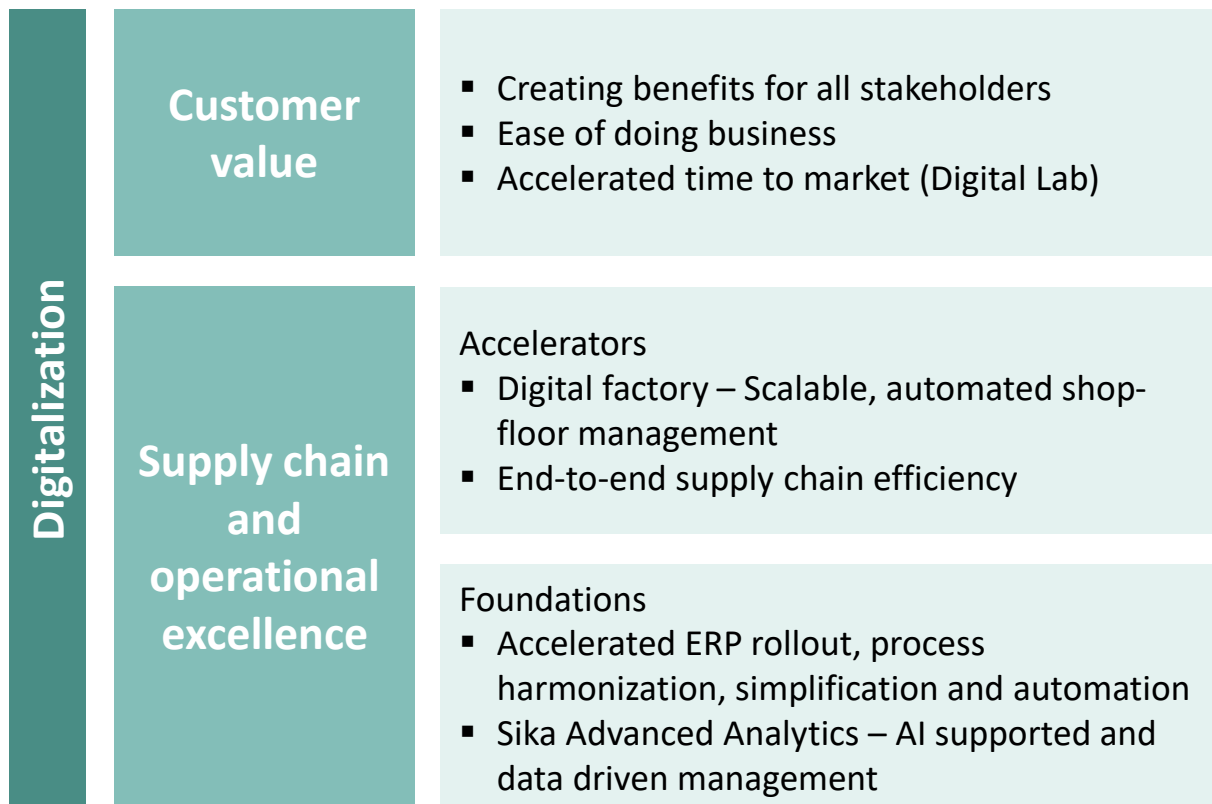 Digitalization
Customer
value
▪ Creating benefits for all stakeholders
▪ Ease of doing business
▪ Accelerated time to market (Digital Lab)
Supply chain
and
operational
excellence
Accelerators
▪ Digital factory – Scalable, automated shop-
floor management
▪ End-to-end supply chain efficiency
Foundations
▪ Accelerated ERP rollout, process
harmonization, simplification and automation
▪ Sika Advanced Analytics – AI supported and
data driven management